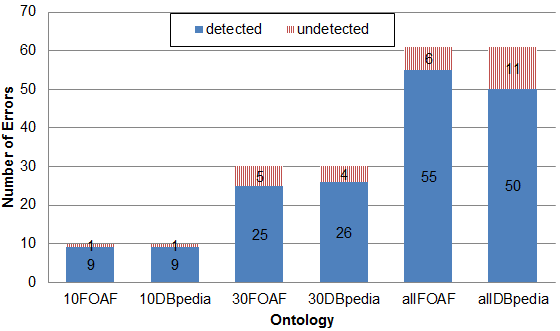 70
detected undetected
60
50
40
30
20
10
0
Number of Errors
1 1 5 4 6 11
9 9 25 26 55 50
10FOAF 10DBpedia 30FOAF 30DBpedia allFOAF allDBpedia
Ontology